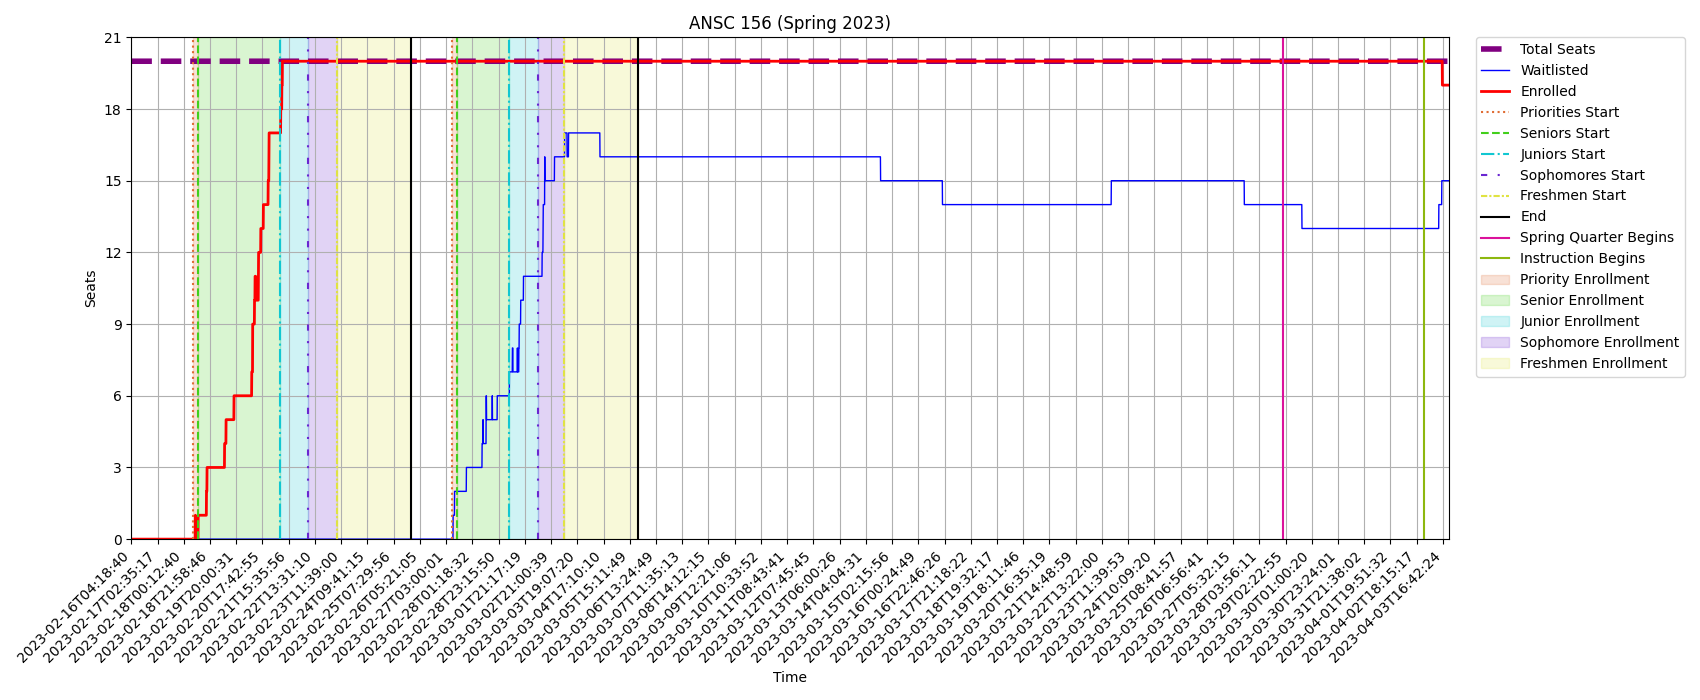 ANSC 156 (Spring 2023)
21
18
15
12
9
6
3
0
Seats
2023-02-16T04:18:40
2023-02-17T02:35:17
2023-02-18T00:12:40
2023-02-18T21:58:46
2023-02-19T20:00:31
2023-02-20T17:42:55
2023-02-21T15:35:56
2023-02-22T13:31:10
2023-02-23T11:39:00
2023-02-24T09:41:15
2023-02-25T07:29:56
2023-02-26T05:21:05
2023-02-27T03:00:01
2023-02-28T01:18:32
2023-02-28T23:15:50
2023-03-01T21:17:19
2023-03-02T21:00:39
2023-03-03T19:07:20
2023-03-04T17:10:10
2023-03-05T15:11:49
2023-03-06T13:24:49
2023-03-07T11:35:13
2023-03-08T14:12:15
2023-03-09T12:21:06
2023-03-10T10:33:52
2023-03-11T08:43:41
2023-03-12T07:45:45
2023-03-13T06:00:26
2023-03-14T04:04:31
2023-03-15T02:15:56
2023-03-16T00:24:49
2023-03-16T22:46:26
2023-03-17T21:18:22
2023-03-18T19:32:17
2023-03-19T18:11:46
2023-03-20T16:35:19
2023-03-21T14:48:59
2023-03-22T13:22:00
2023-03-23T11:39:53
2023-03-24T10:09:20
2023-03-25T08:41:57
2023-03-26T06:56:41
2023-03-27T05:32:15
2023-03-28T03:56:11
2023-03-29T02:22:55
2023-03-30T01:00:20
2023-03-30T23:24:01
2023-03-31T21:38:02
2023-04-01T19:51:32
2023-04-02T18:15:17
2023-04-03T16:42:24
Time
Total Seats
Waitlisted
Enrolled
Priorities Start
Seniors Start
Juniors Start
Sophomores Start
Freshmen Start
End
Spring Quarter Begins
Instruction Begins
Priority Enrollment
Senior Enrollment
Junior Enrollment
Sophomore Enrollment
Freshmen Enrollment